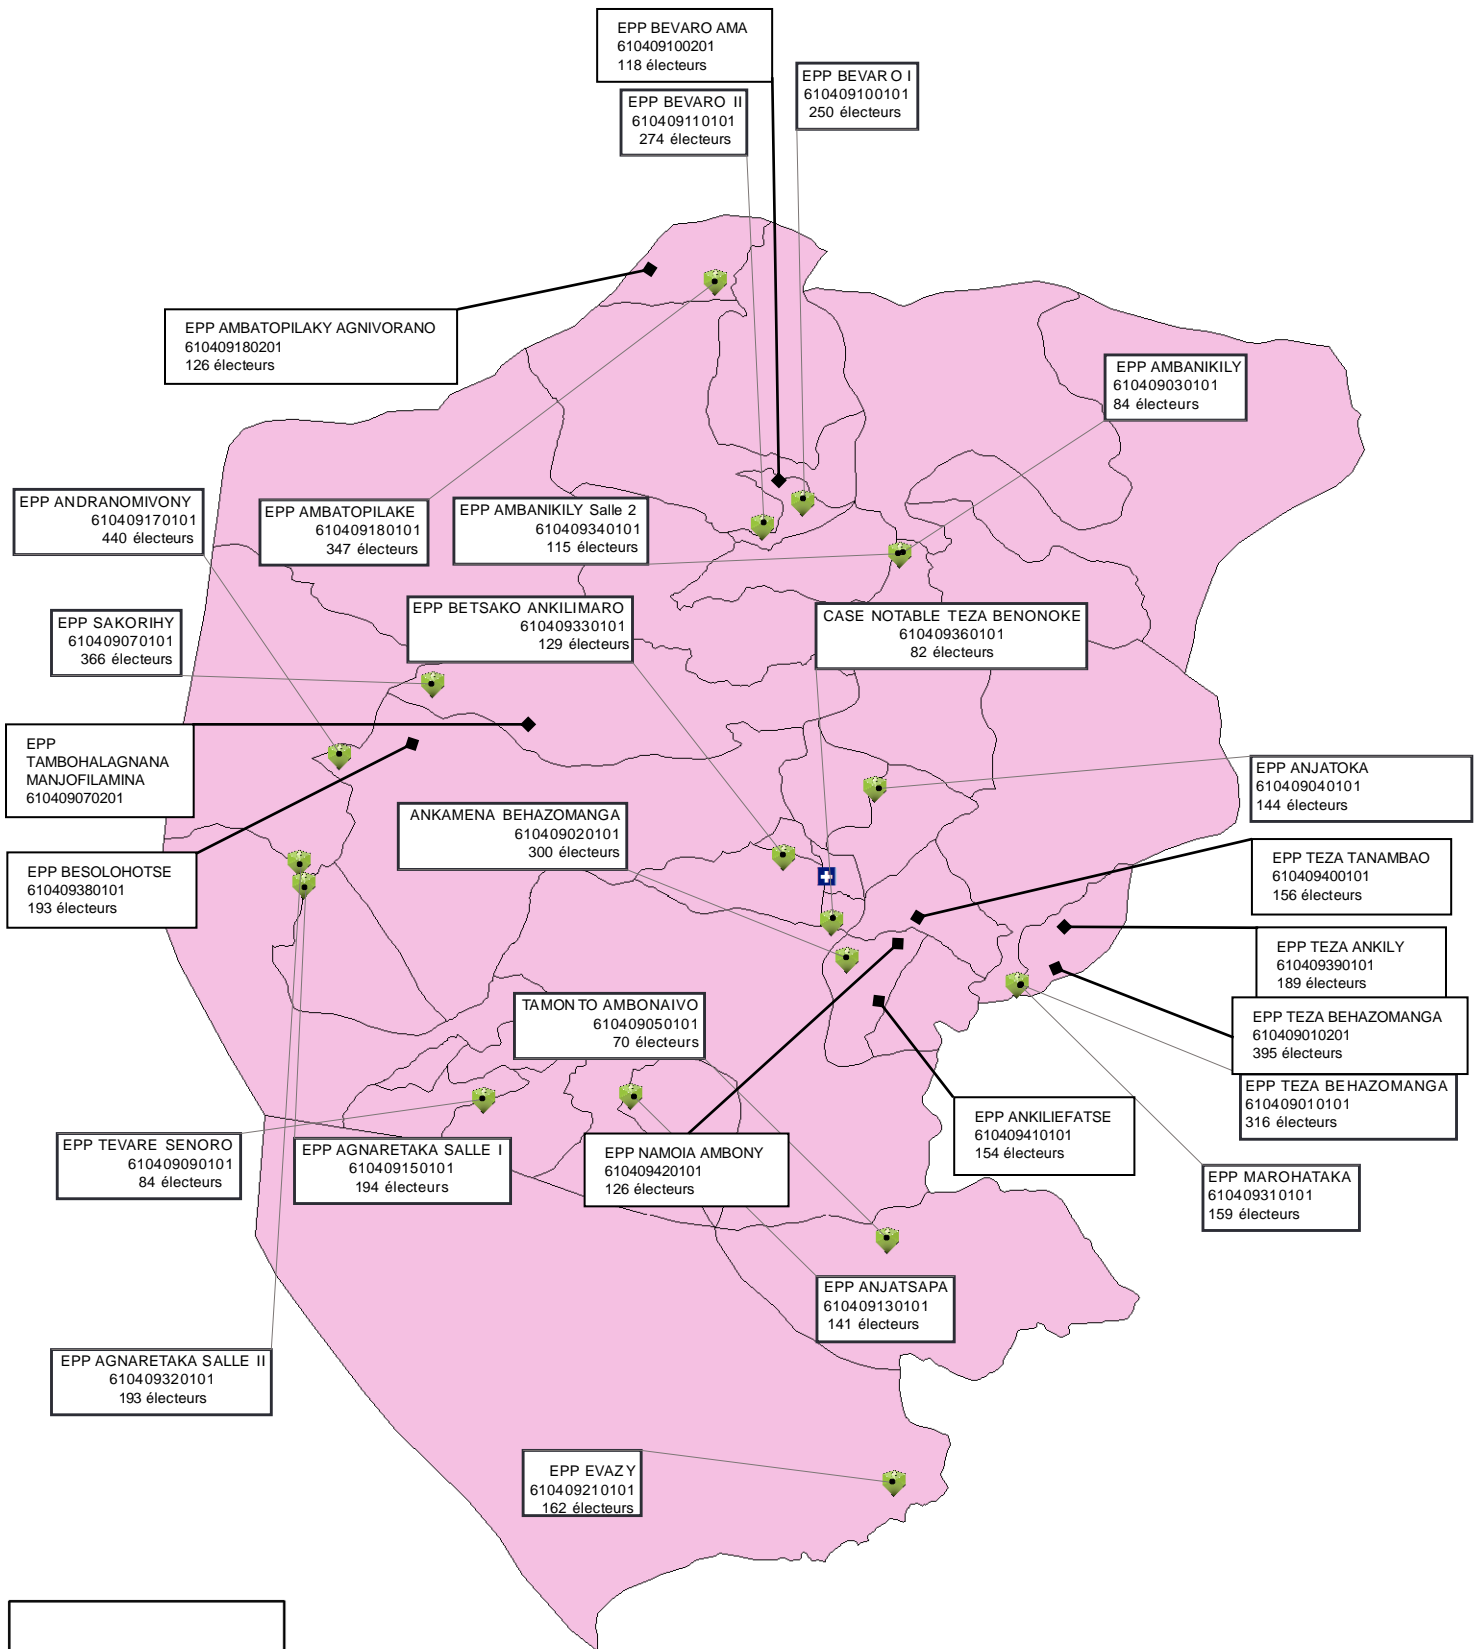 EPP BEVARO AMA
610409100201
118 électeurs
EPP BEVARO I
610409100101
250 électeurs
EPP BEVARO II
610409110101
274 électeurs
EPP AMBATOPILAKY AGNIVORANO
610409180201
126 électeurs
EPP AMBANIKILY
610409030101
84 électeurs
EPP ANDRANOMIVONY
610409170101
440 électeurs
EPP AMBATOPILAKE
610409180101
347 électeurs
EPP AMBANIKILY Salle 2
610409340101
115 électeurs
EPP BETSAKO ANKILIMARO
610409330101
129 électeurs
CASE NOTABLE TEZA BENONOKE
610409360101
82 électeurs
EPP SAKORIHY
610409070101
366 électeurs
EPP
TAMBOHALAGNANA
MANJOFILAMINA
610409070201
EPP ANJATOKA
610409040101
144 électeurs
ANKAMENA BEHAZOMANGA
610409020101
300 électeurs
EPP BESOLOHOTSE
610409380101
193 électeurs
EPP TEZA TANAMBAO
610409400101
156 électeurs
EPP TEZA ANKILY
610409390101
189 électeurs
EPP TEZA BEHAZOMANGA
610409010201
395 électeurs
TAMONTO AMBONAIVO
610409050101
70 électeurs
EPP TEZA BEHAZOMANGA
610409010101
316 électeurs
EPP ANKILIEFATSE
610409410101
154 électeurs
EPP TEVARE SENORO
610409090101
84 électeurs
EPP AGNARETAKA SALLE I
610409150101
194 électeurs
EPP NAMOIA AMBONY
610409420101
126 électeurs
EPP MAROHATAKA
610409310101
159 électeurs
EPP ANJATSAPA
610409130101
141 électeurs
EPP AGNARETAKA SALLE II
610409320101
193 électeurs
EPP EVAZY
610409210101
162 électeurs